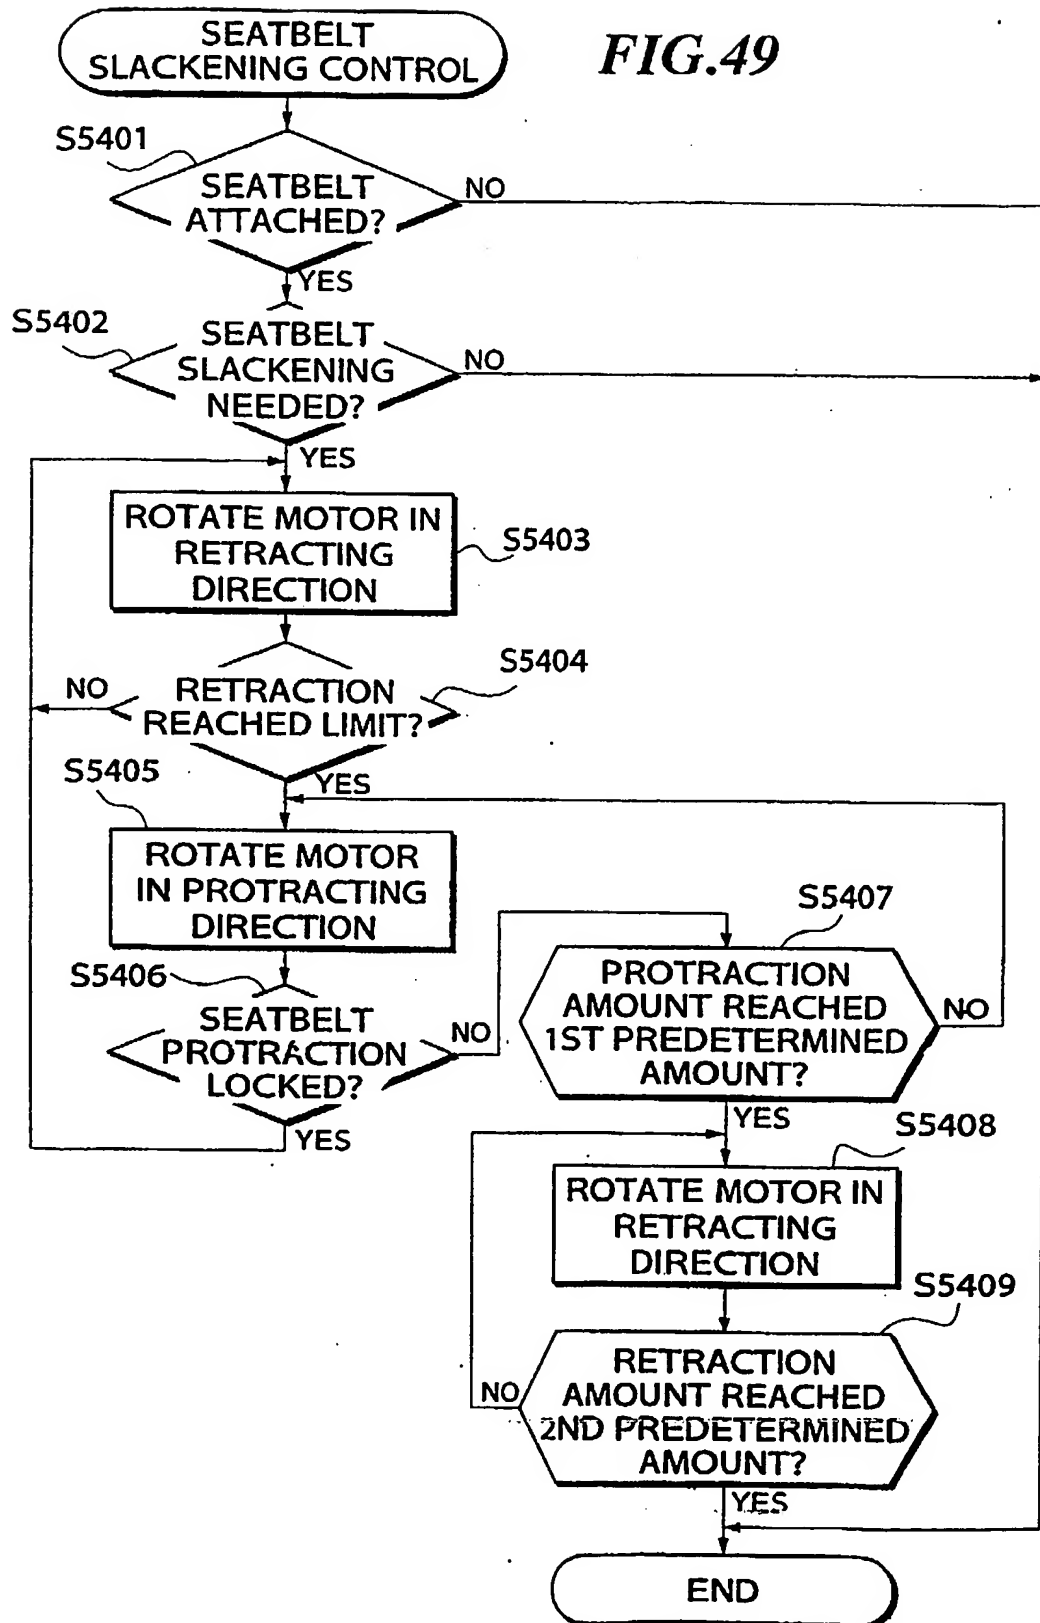 SEATBELT
SLACKENING CONTROL
FIG.49
S5401
SEATBELT
ATTACHED?
NO
YES
S5402
SEATBELT
SLACKENING
NEEDED?
NO
YES
ROTATE MOTOR IN
RETRACTING
DIRECTION
S5403
S5404
NO
RETRACTION
REACHED LIMIT?
YES
S5405
ROTATE MOTOR
IN PROTRACTING
DIRECTION
S5406
SEATBELT
PROTRACTION
LOCKED?
NO
YES
S5407
PROTRACTION
AMOUNT REACHED
1ST PREDETERMINED
AMOUNT?
NO
YES
S5408
ROTATE MOTOR IN
RETRACTING
DIRECTION
S5409
RETRACTION
AMOUNT REACHED
2ND PREDETERMINED
AMOUNT?
NO
YES
END